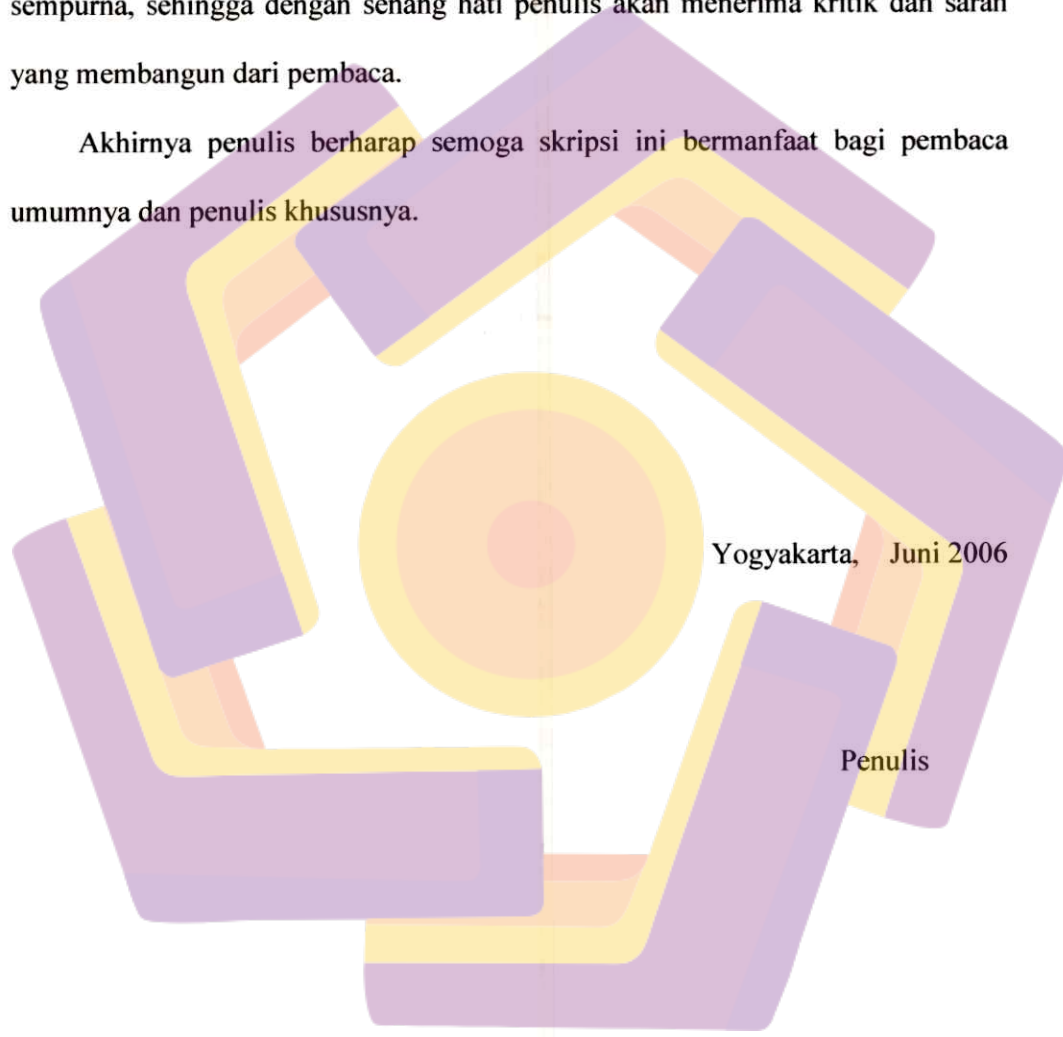 sempurna, sehingga dengan senang hati penulis akan menerima kritik dan saran
yang membangun dari pembaca.
Akhirnya penulis berharap semoga skripsi ini bermanfaat bagi pembaca
umumnya dan penulis khususnya.
Yogyakarta, Juni 2006
Penulis